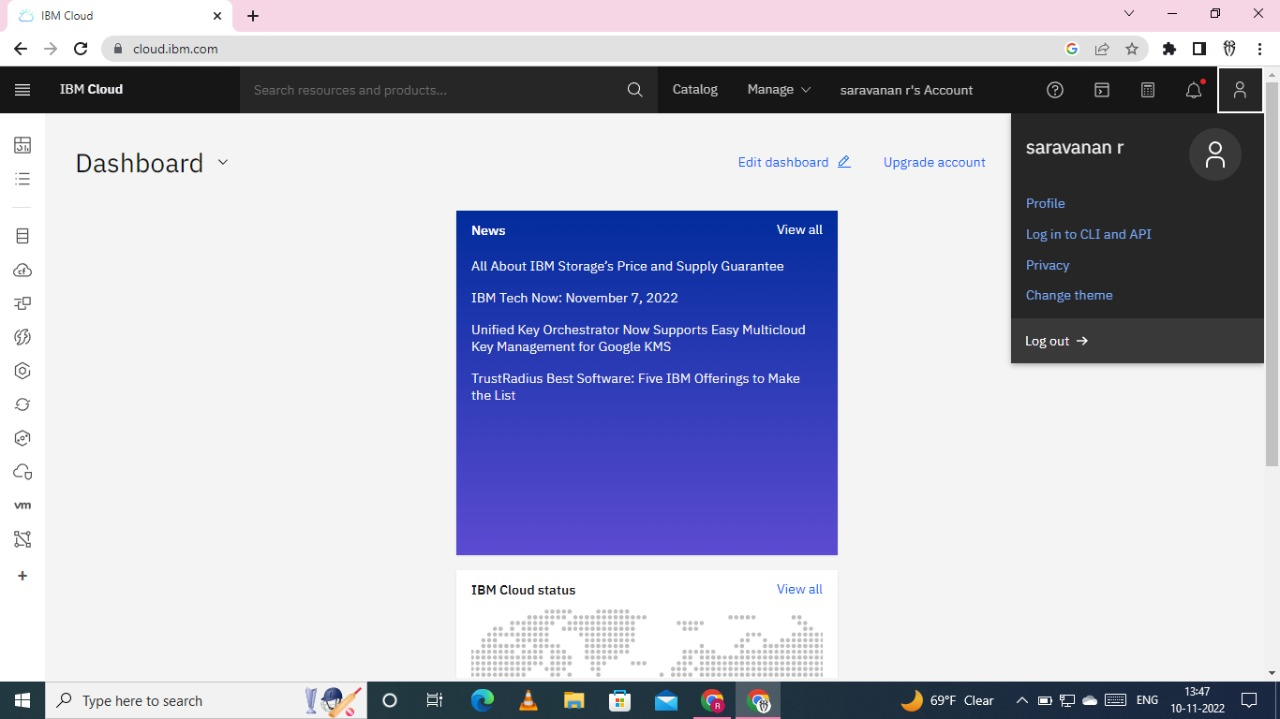 IBM Cloud
cloud.ibm.com
IBM Cloud
Search resources and products...
Catalog
Manage
saravanan r's Account
Dashboard
Edit dashboard
Upgrade account
saravanan r
Profile
Log in to CLI and API
Privacy
Change theme
Log out →
News
View all
All About IBM Storage’s Price and Supply Guarantee
IBM Tech Now: November 7, 2022
Unified Key Orchestrator Now Supports Easy Multicloud
Key Management for Google KMS
TrustRadius Best Software: Five IBM Offerings to Make
the List
vm
IBM Cloud status
View all
Type here to search
R
69°F Clear
ENG
13:47
10-11-2022